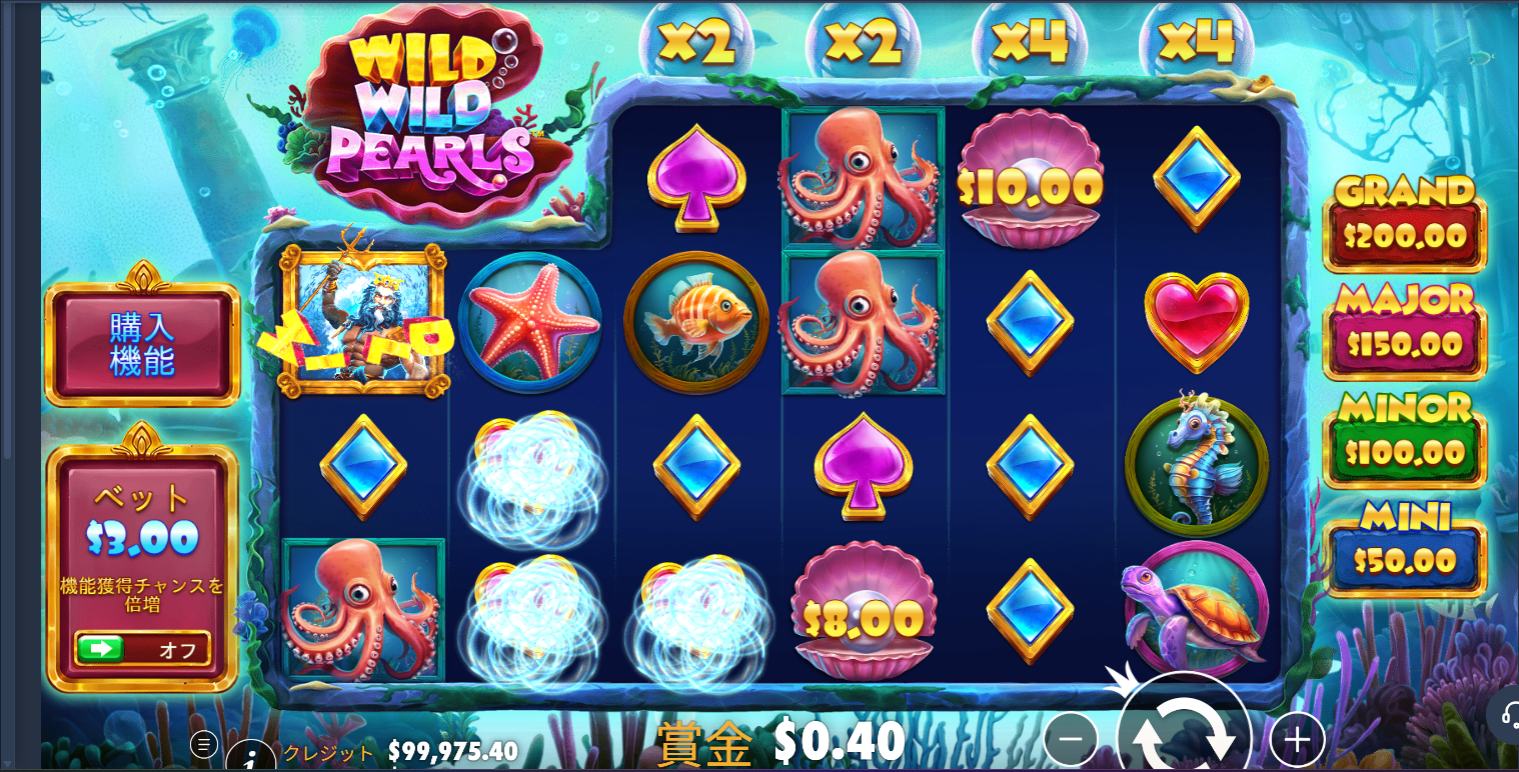 WILD
WILD
PEARLS™
x2
x2
x4
x4
$10.00
GRAND
$200.00
MAJOR
$150.00
MINOR
$100.00
MINI
$50.00
購入
機能
WILD
ベット
$3.00
機能獲得チャンスを
倍増
オフ
$8.00
クレジット $99,975.40
賞金 $0.40